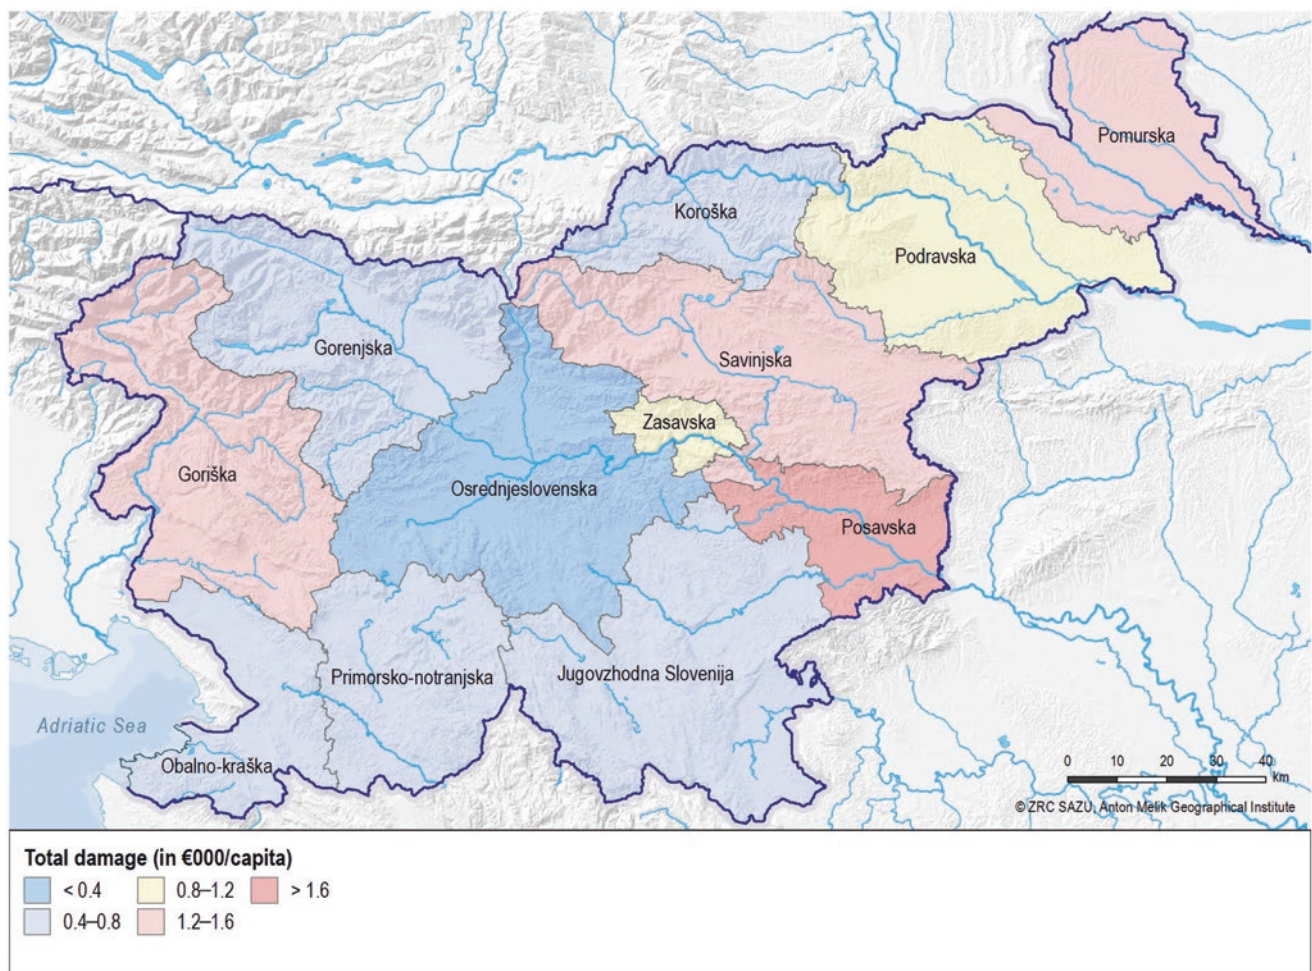 Pomurska
Koroška
Podravska
Gorenjska
Savinjska
Zasavska
Goriška
Osrednjeslovenska
Posavska
Primorsko-notranjska
Jugovzhodna Slovenija
Adriatic Sea
Obalno-kraška
0 10 20 30 40
km
© ZRC SAZU, Anton Melik Geographical Institute
Total damage (in €000/capita)
< 0.4
0.8–1.2
> 1.6
0.4–0.8
1.2–1.6